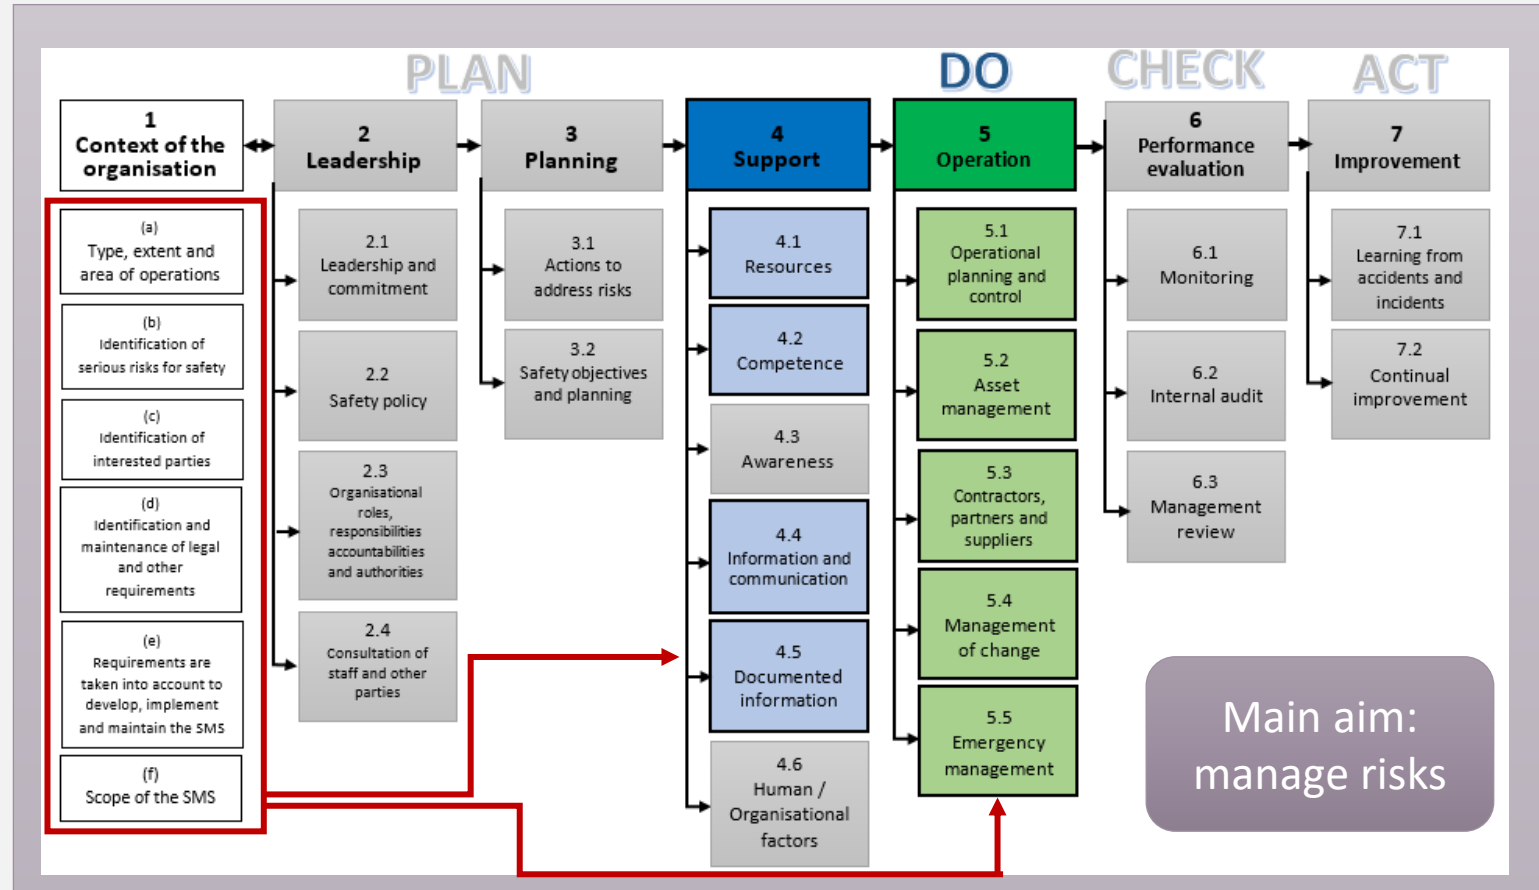 PLAN
DO
CHECK
ACT
1
Context of the
organisation
2
Leadership
3
Planning
4
Support
5
Operation
6
Performance
evaluation
7
Improvement
(a)
Type, extent and
area of operations
(b)
Identification of
serious risks for safety
(c)
Identification of
interested parties
(d)
Identification and
maintenance of legal
and other
requirements
(e)
Requirements are
taken into account to
develop, implement
and maintain the SMS
(f)
Scope of the SMS
2.1
Leadership and
commitment
2.2
Safety policy
2.3
Organisational
roles,
responsibilities
accountabilities
and authorities
2.4
Consultation of
staff and other
parties
3.1
Actions to
address risks
3.2
Safety objectives
and planning
4.1
Resources
4.2
Competence
4.3
Awareness
4.4
Information and
communication
4.5
Documented
information
4.6
Human /
Organisational
factors
5.1
Operational
planning and
control
5.2
Asset
management
5.3
Contractors,
partners and
suppliers
5.4
Management
of change
5.5
Emergency
management
6.1
Monitoring
6.2
Internal audit
6.3
Management
review
7.1
Learning from
accidents and
incidents
7.2
Continual
improvement
Main aim:
manage risks